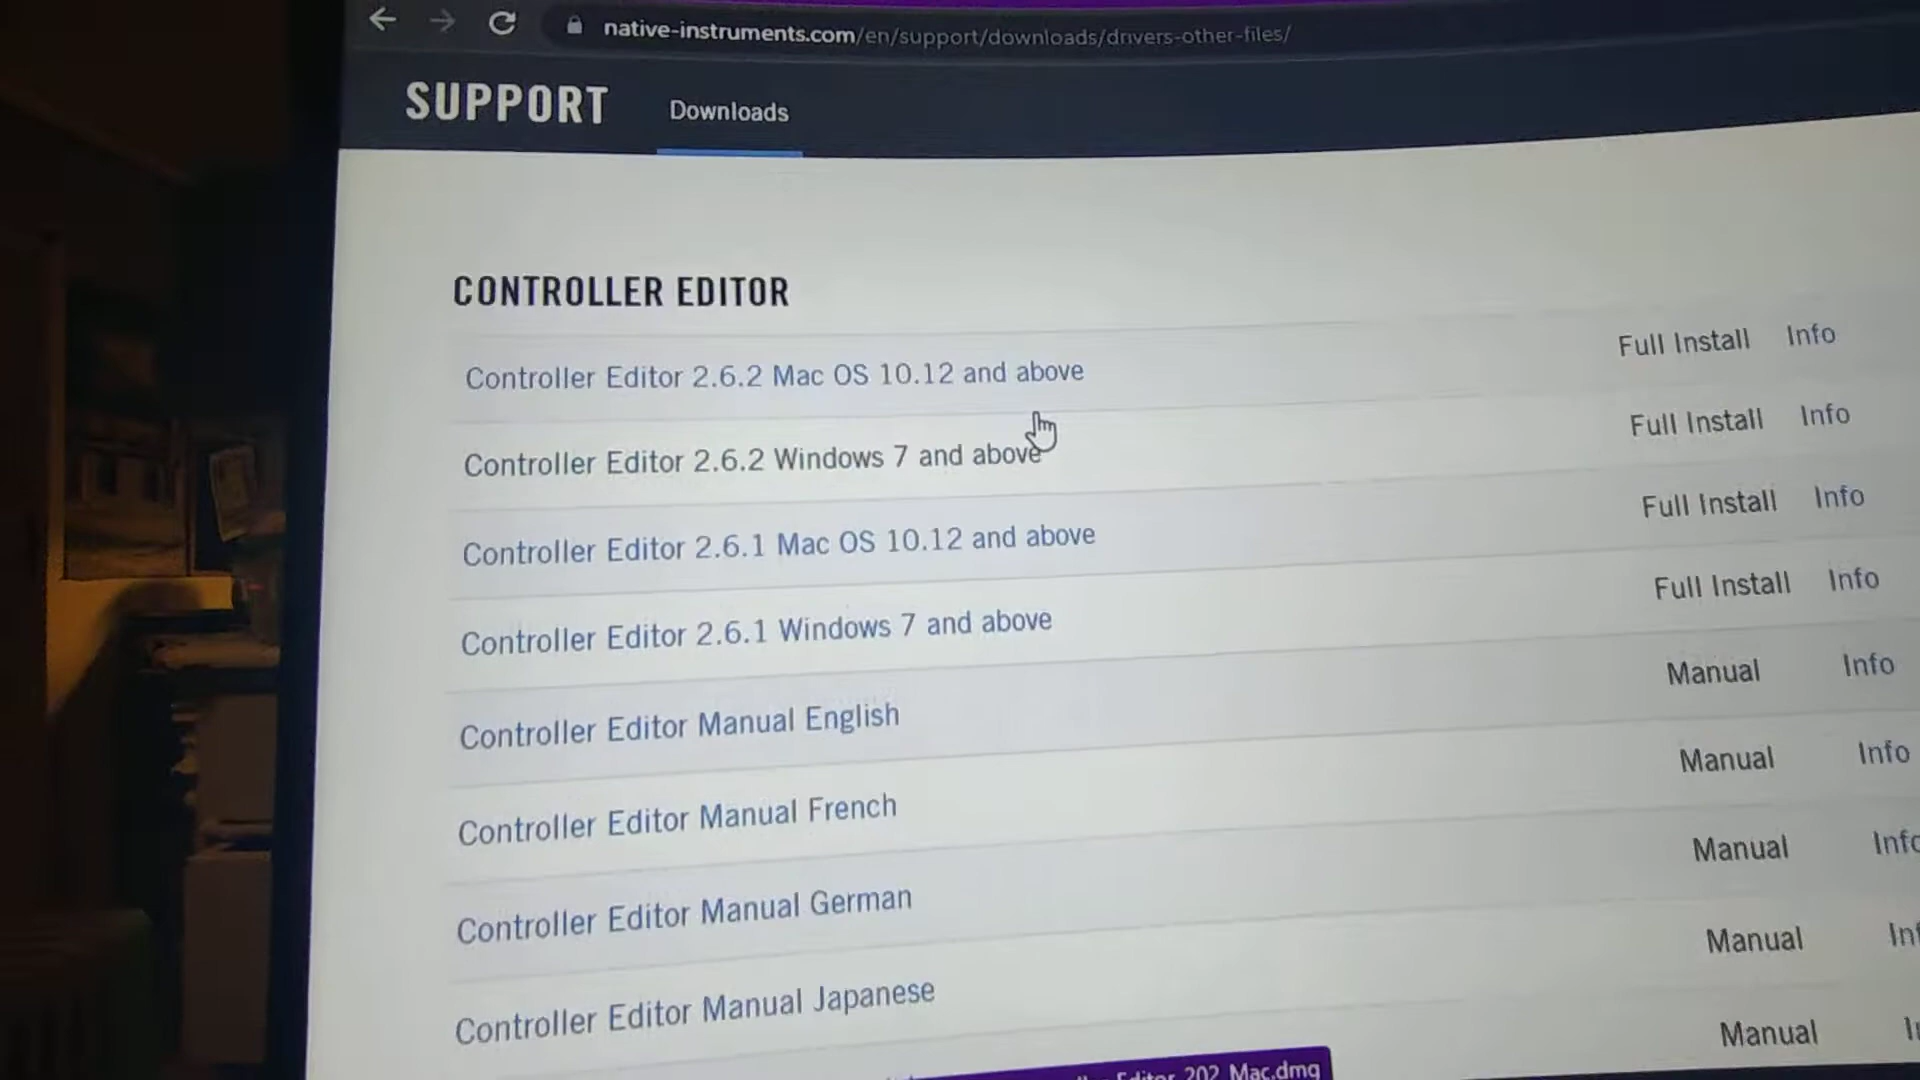 native-instruments.com/en/support/downloads/drivers-other-files/
SUPPORT Downloads
CONTROLLER EDITOR
Controller Editor 2.6.2 Mac OS 10.12 and above Full Install Info
Controller Editor 2.6.2 Windows 7 and above Full Install Info
Controller Editor 2.6.1 Mac OS 10.12 and above Full Install Info
Controller Editor 2.6.1 Windows 7 and above Full Install Info
Controller Editor Manual English Manual Info
Controller Editor Manual French Manual Info
Controller Editor Manual German Manual Info
Controller Editor Manual Japanese Manual
Manual
Editor_202_Mac.dmg